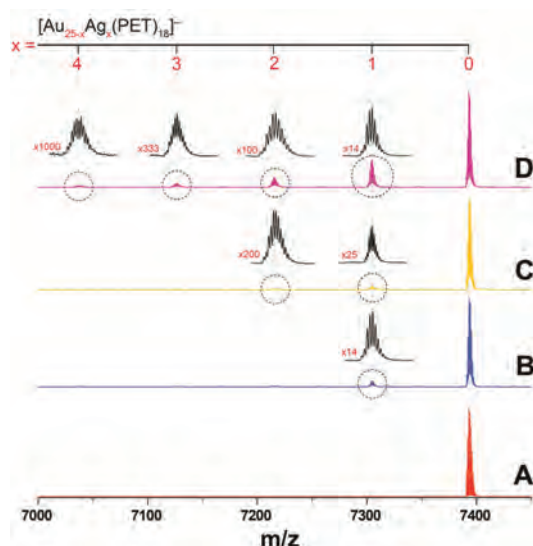 [Au25-xAgx(PET)18]–
x = 4 3 2 1 0
x1000 x333 x100 x14
D
x200 x25
C
x14
B
A
7000 7100 7200 7300 7400
m/z